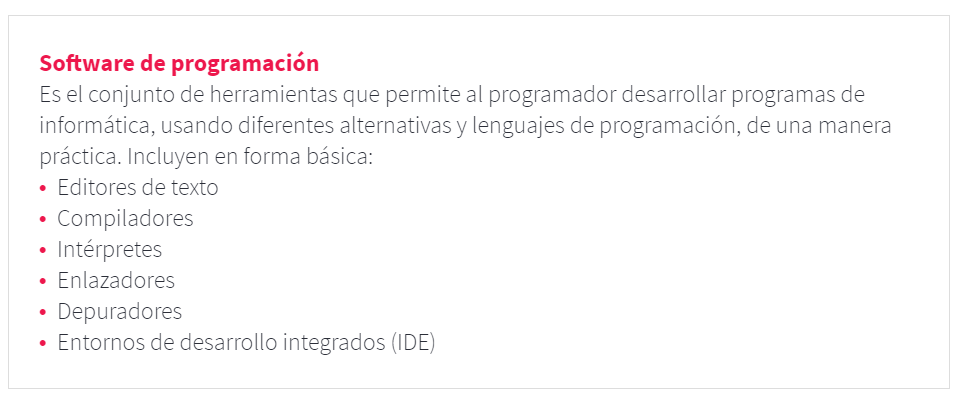 Software de programación
Es el conjunto de herramientas que permite al programador desarrollar programas de
informática, usando diferentes alternativas y lenguajes de programación, de una manera
práctica. Incluyen en forma básica:
• Editores de texto
• Compiladores
• Intérpretes
• Enlazadores
• Depuradores
• Entornos de desarrollo integrados (IDE)